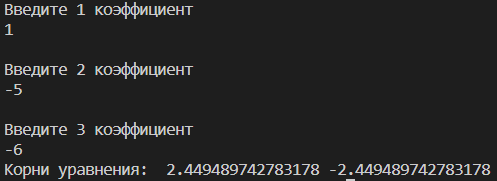 Введите 1 коэффициент
1
Введите 2 коэффициент
-5
Введите 3 коэффициент
-6
Корни уравнения:  2.449489742783178 -2.449489742783178